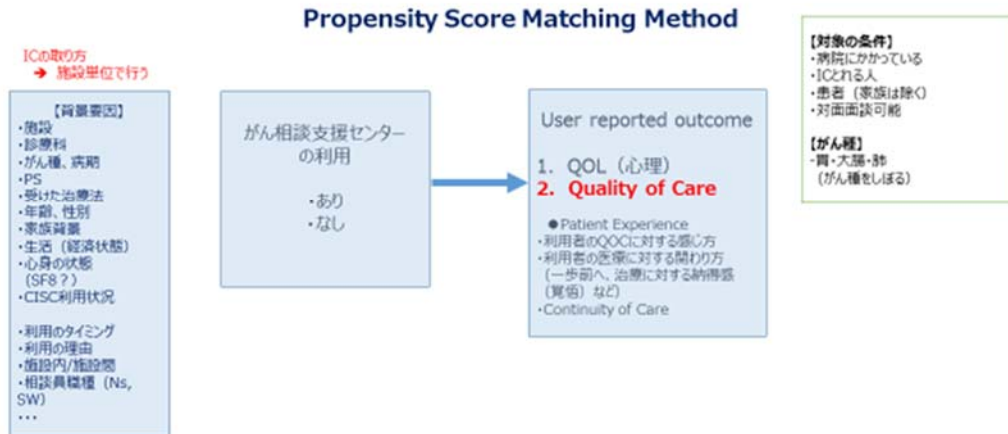 Propensity Score Matching Method
ICの取り方
→ 施設単位で行う
【背景要因】
・施設
・診療科
・がん種、病期
・PS
・受けた治療法
・年齢、性別
・家族背景
・生活（経済状態）
・心身の状態
（SF8？）
・CISC利用状況
・利用のタイミング
・利用の理由
・施設内/施設間
・相談員職種（Ns,
SW）
・・・
がん相談支援センター
の利用
・あり
・なし
User reported outcome
1. QOL（心理）
2. Quality of Care
●Patient Experience
・利用者のQOCに対する感じ方
・利用者の医療に対する関わり方
（一歩前へ、治療に対する納得感
（覚悟）など）
・Continuity of Care
【対象の条件】
・病院にかかっている
・ICとれる人
・患者（家族は除く）
・対面面談可能
【がん種】
-胃・大腸・肺
（がん種をしぼる）